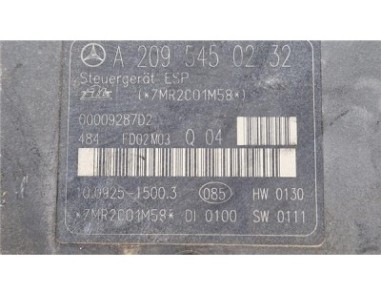 A 209 545 02 32
Steuergerät ESP
(*7MR2C01M58*)
00009287D2
484 FD02M03 Q 04
10.0925-1500.3 085 HW 0130
*7MR2C01M58* DI 0100 SW 0111